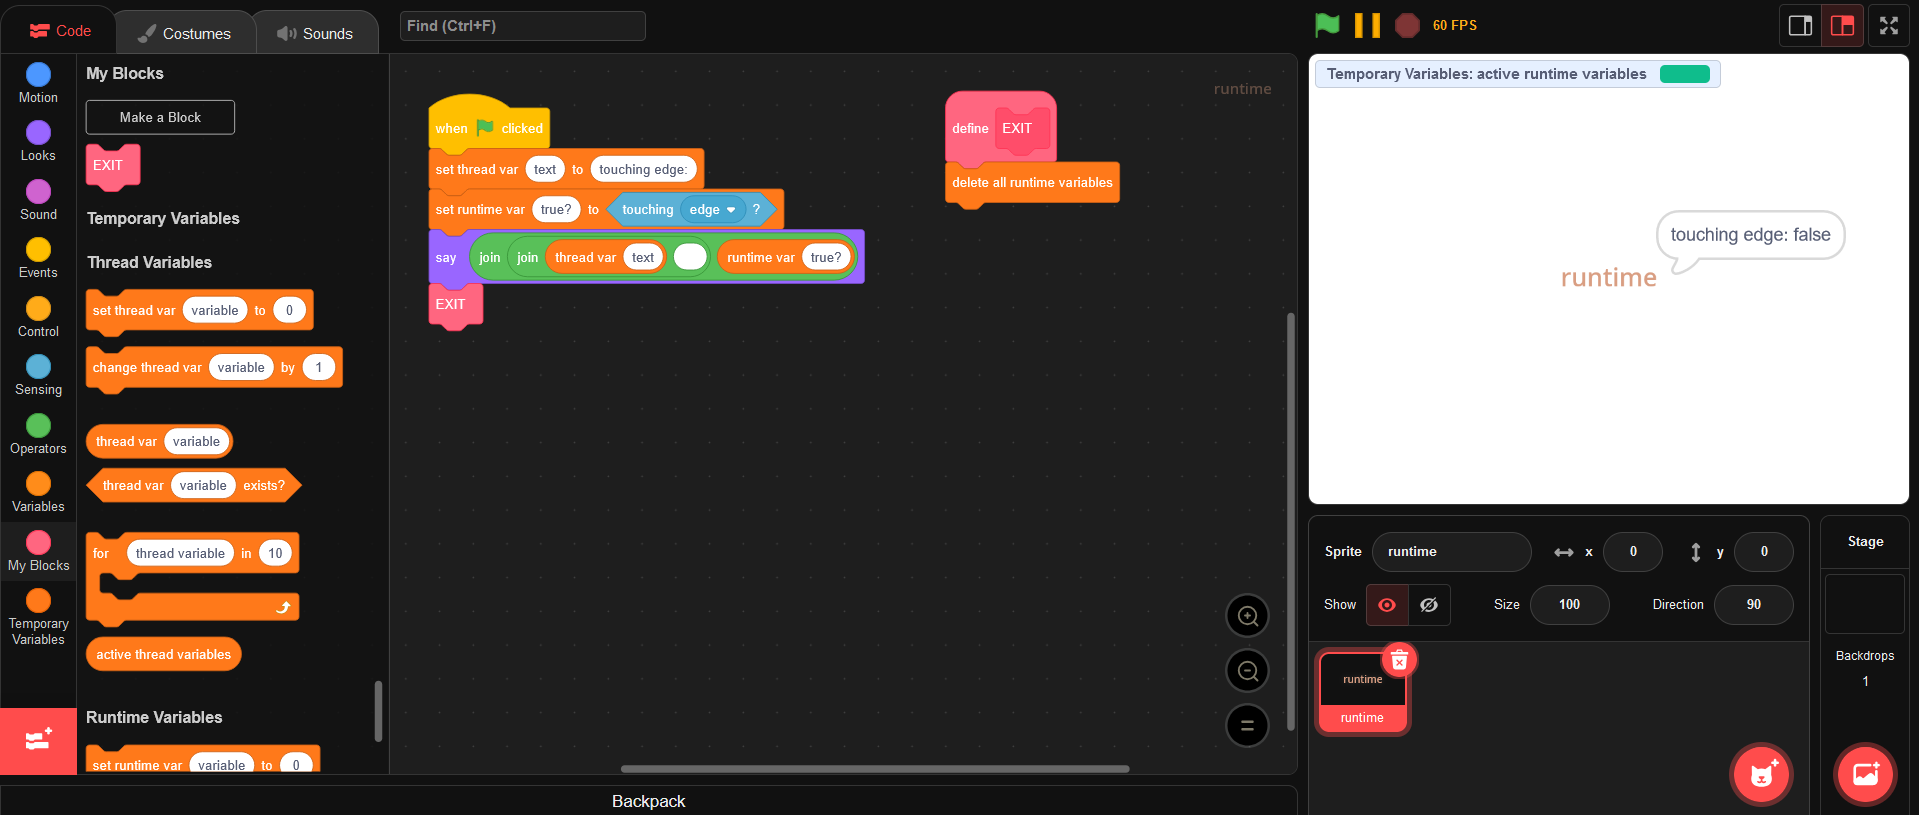 Code
Costumes
Sounds
Find (Ctrl+F)
60 FPS
Motion
Looks
Sound
Events
Control
Sensing
Operators
Variables
My Blocks
Temporary
Variables
My Blocks
Make a Block
EXIT
Temporary Variables
Thread Variables
set thread var variable to 0
change thread var variable by 1
thread var variable
thread var variable exists?
for thread variable in 10
active thread variables
Runtime Variables
set runtime var variable to 0
runtime
when clicked
set thread var text to touching edge:
set runtime var true? to touching edge ?
say join join thread var text runtime var true?
EXIT
define EXIT
delete all runtime variables
Backpack
Temporary Variables: active runtime variables
touching edge: false
runtime
Sprite runtime x 0 y 0
Show Size 100 Direction 90
runtime
runtime
Stage
Backdrops
1